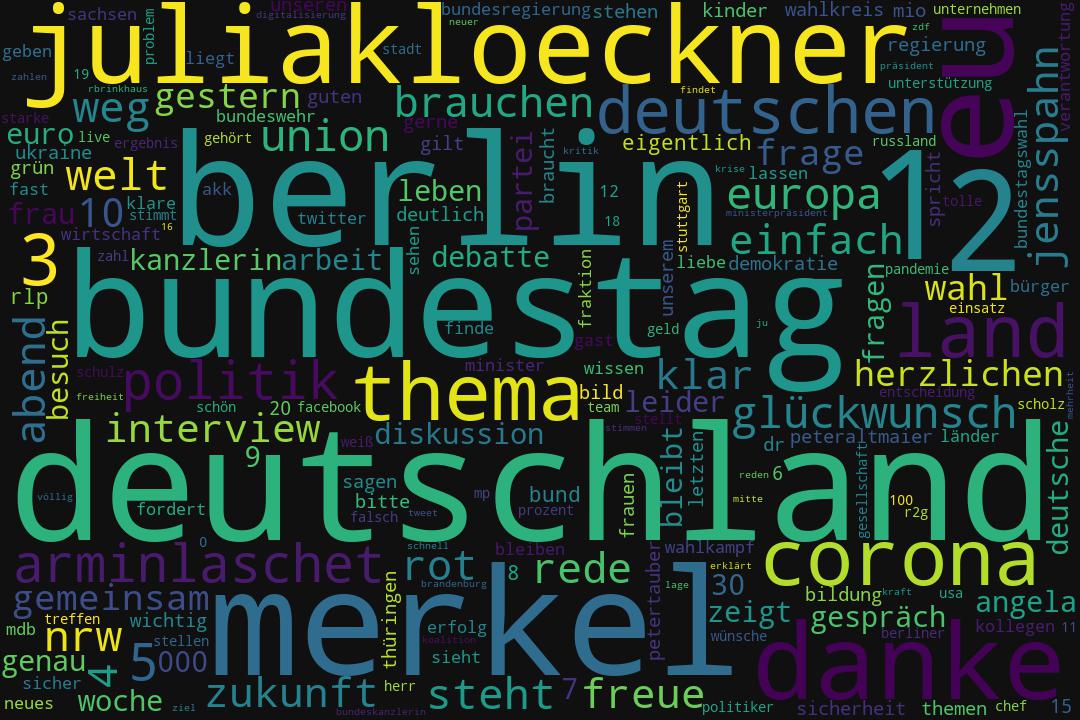 sachsen
unseren
digitalisierung
bundesregierung
neuer
stehen
kinder
wahlkreis
mio
unternehmen
juliakloeckner
geben
problem
liegt
stadt
zdf
regierung
präsident
eu
verantwortung
zahlen
19
rbrinkhaus
weg
gestern
guten
brauchen
findet
deutschen
unterstützung
jensspahn
starke
bundeswehr
gerne
euro
live
ergebnis
gehört
union
gilt
partei
braucht
kritik
eigentlich
frage
russland
bundestagswahl
ukraine
grün
welt
berlin
krise
lassen
12
spricht
fast
klare
akk
leben
12
stuttgart
europa
tolle
frau
10
stimmt
twitter
deutlich
18
ministerpräsident
wirtschaft
16
sehen
einfach
3
zahl
kanzlerin
arbeit
debatte
fraktion
unserem
liebe
demokratie
fragen
pandemie
rlp
bundestag
wahl
bürger
einsatz
abend
besuch
finde
geld
ju
land
gast
schulz
politik
minister
wissen
klar
herzlichen
freiheit
thema
bild
entscheidung
mehrheit
schön
20
facebook
team
leider
glückwunsch
scholz
interview
weiß
diskussion
stimmen
stellt
dr
peteraltmaier
länder
9
deutschland
bleibt
letzten
gesellschaft
deutsche
sagen
reden
6
völlig
bitte
mp
bund
frauen
mitte
100
fordert
falsch
tweet
prozent
r2g
0
schnell
bleiben
wahlkampf
corona
arminlaschet
rot
rede
petertauber
erklärt
brandenburg
8
lage
30
bildung
kraft
usa
gemeinsam
thüringen
merkel
angela
treffen
wichtig
zeigt
gespräch
mdb
nrw
erfolg
wünsche
berliner
kollegen
11
stellen
koalition
genau
4
5000
sieht
danke
sicher
zukunft
herr
steht
7
freue
neues
woche
ziel
bundeskanzlerin
politiker
sicherheit
themen
chef
15